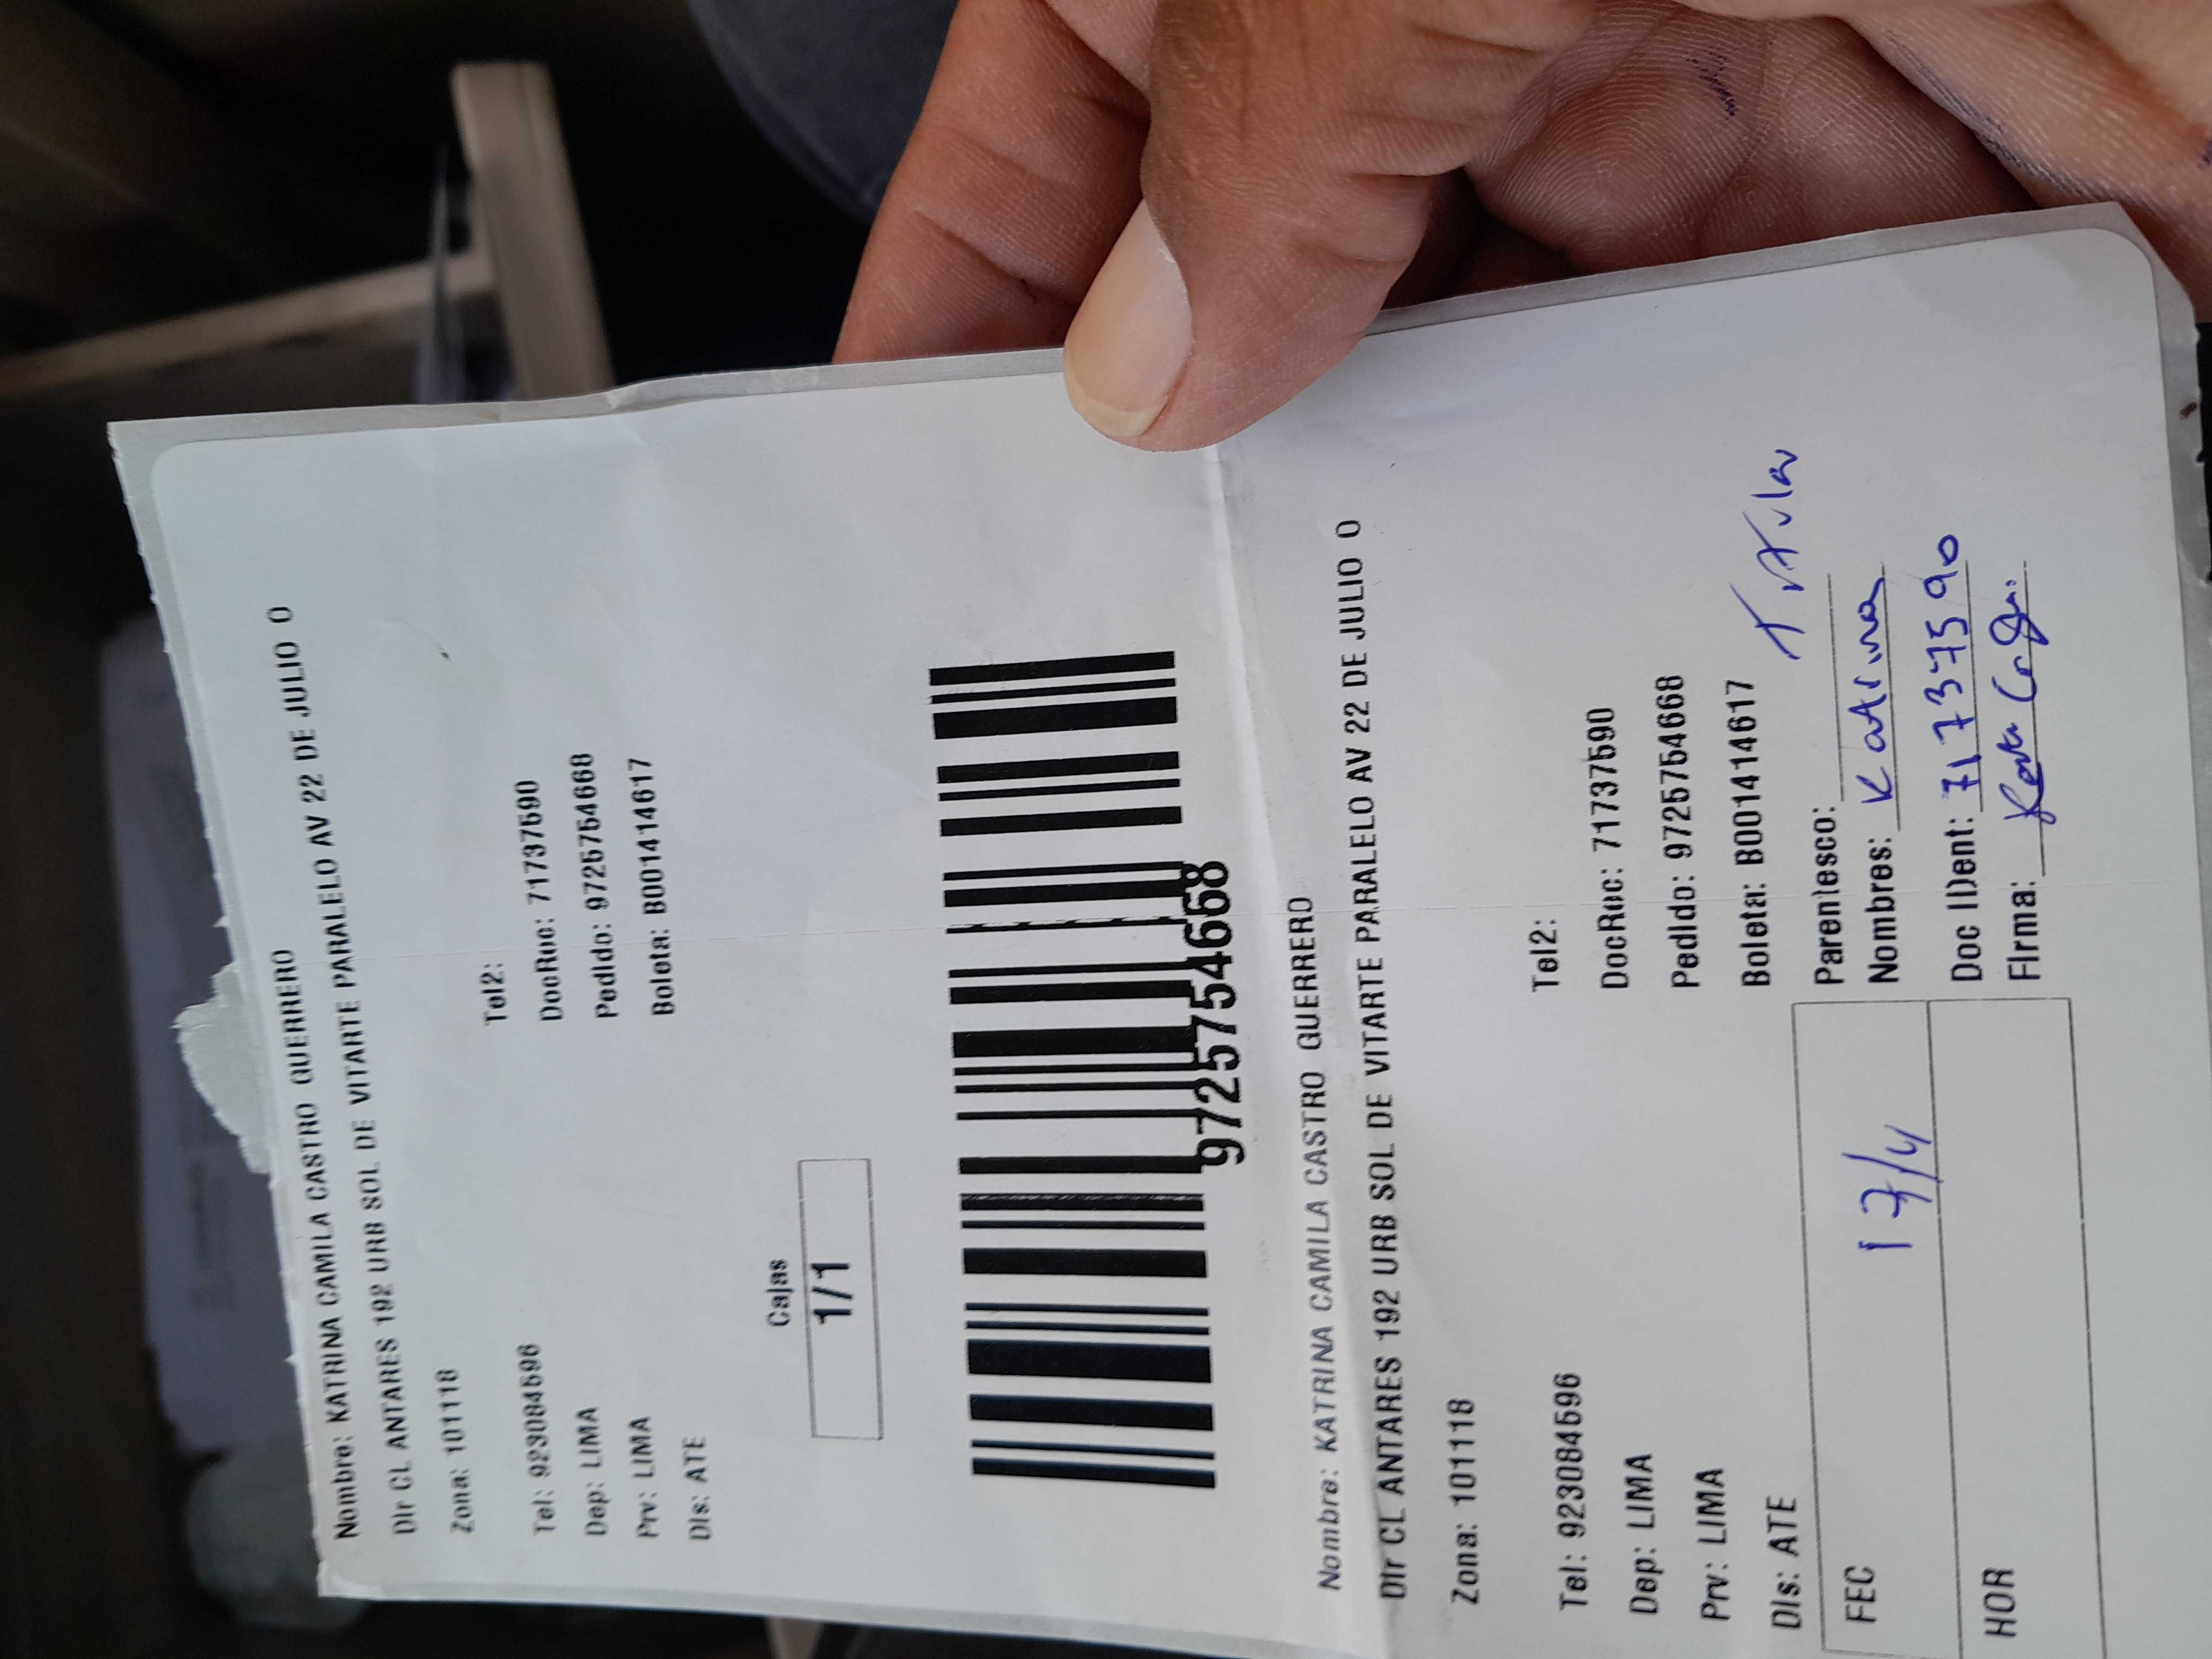 Nombre: KATRINA CAMILA CASTRO GUERRERO
Dir CL ANTARES 192 URB SOL DE VITARTE PARALELO AV 22 DE JULIO O
Zona: 101118
Tel: 923084596 Tel2:
Dep: LIMA DocRuc: 71737590
Prv: LIMA Pedido: 9725754668
Dis: ATE Boleta: B001414617
Cajas
1/1
9725754668
Nombre: KATRINA CAMILA CASTRO GUERRERO
Dir CL ANTARES 192 URB SOL DE VITARTE PARALELO AV 22 DE JULIO O
Zona: 101118
Tel: 923084596 Tel2:
Dep: LIMA DocRuc: 71737590
Prv: LIMA Pedido: 9725754668
Dis: ATE Boleta: B001414617
Titular
FEC 17/4 Parentesco:
Nombres: Katrina
HOR Doc IDent: 71737590
Firma: